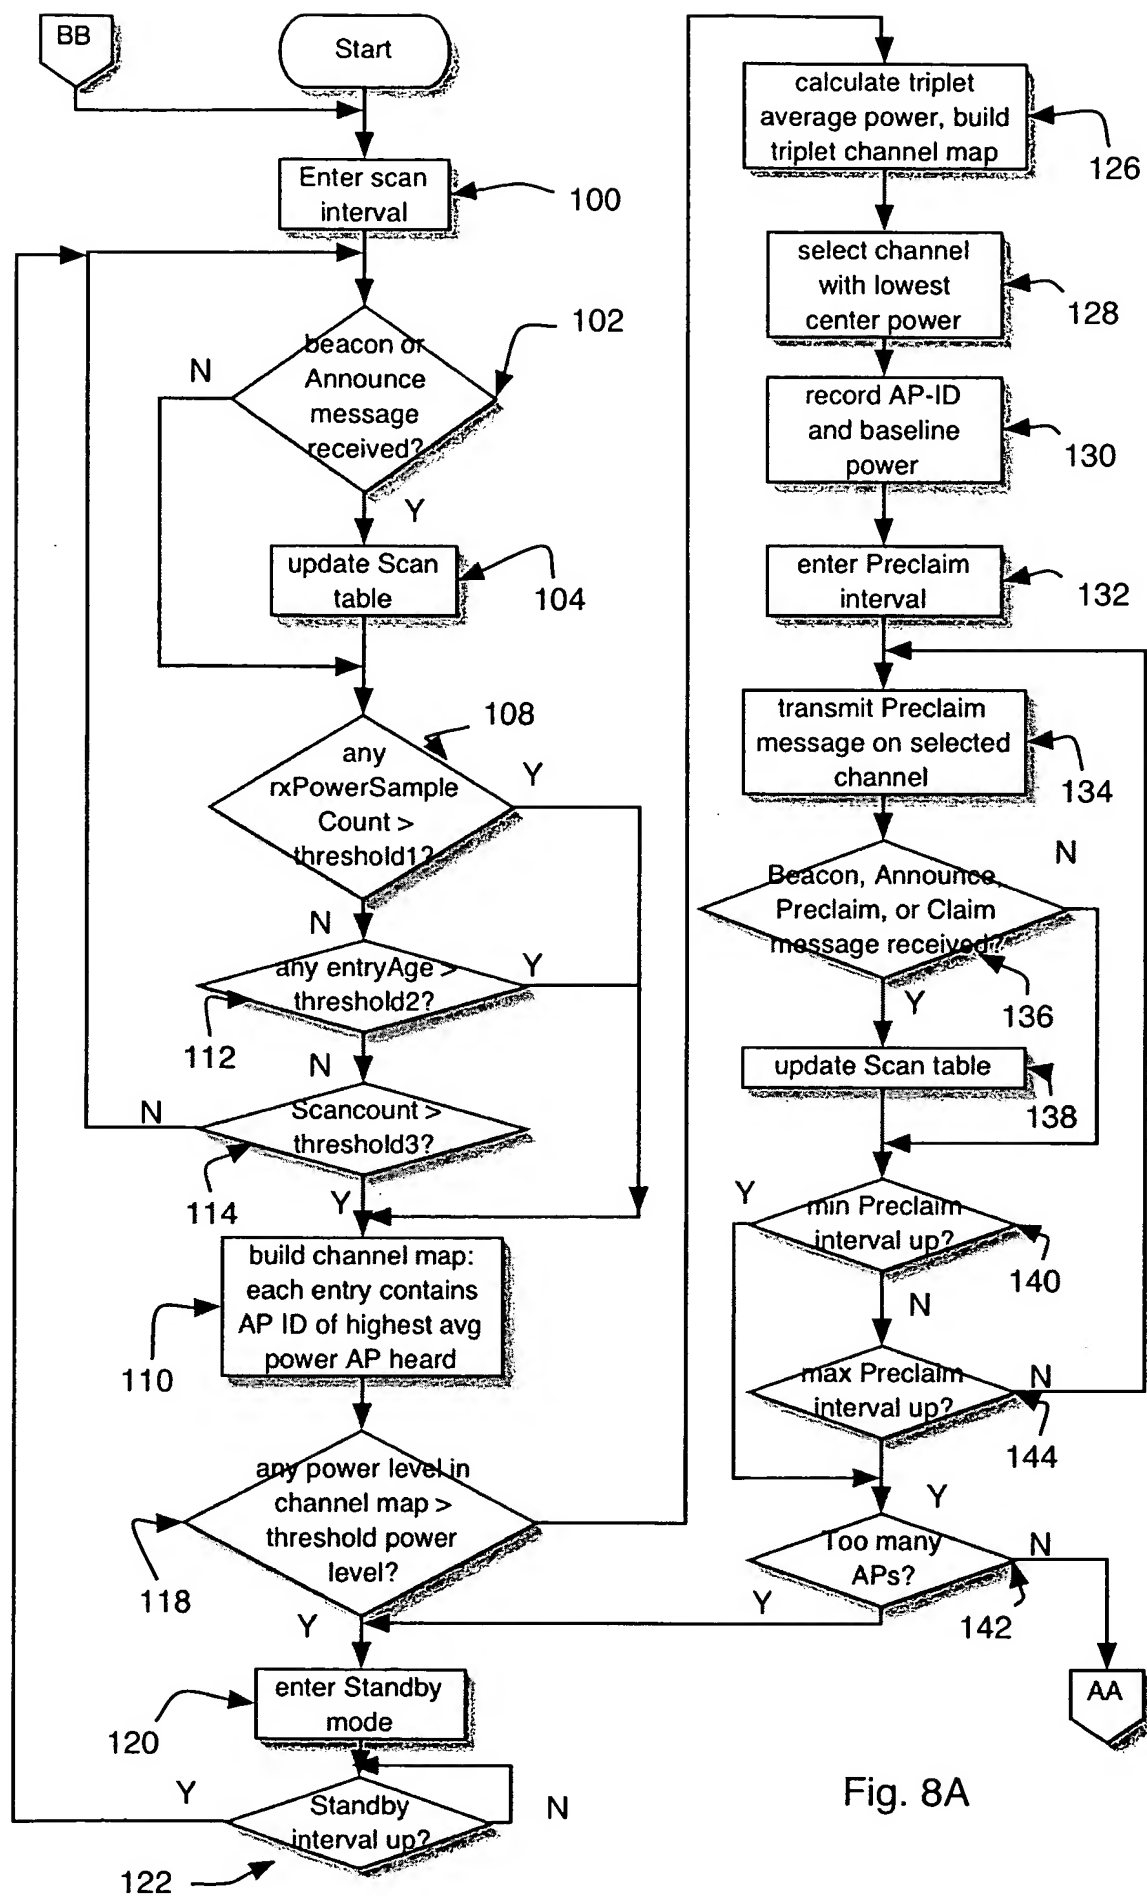 BB
Start
Enter scan
interval
100
beacon or
Announce
message
received?
102
N
Y
update Scan
table
104
any
rxPowerSample
Count >
threshold1?
108
Y
N
any entryAge >
threshold2?
Y
112
N
Scancount >
threshold3?
N
114
Y
build channel map:
each entry contains
AP ID of highest avg
power AP heard
110
any power level in
channel map >
threshold power
level?
118
Y
enter Standby
mode
120
Y
Standby
interval up?
N
122
calculate triplet
average power, build
triplet channel map
126
select channel
with lowest
center power
128
record AP-ID
and baseline
power
130
enter Preclaim
interval
132
transmit Preclaim
message on selected
channel
134
N
Beacon, Announce,
Preclaim, or Claim
message received?
136
Y
update Scan table
138
Y
min Preclaim
interval up?
140
N
max Preclaim
interval up?
N
144
Y
Too many
APs?
N
Y
142
AA
Fig. 8A